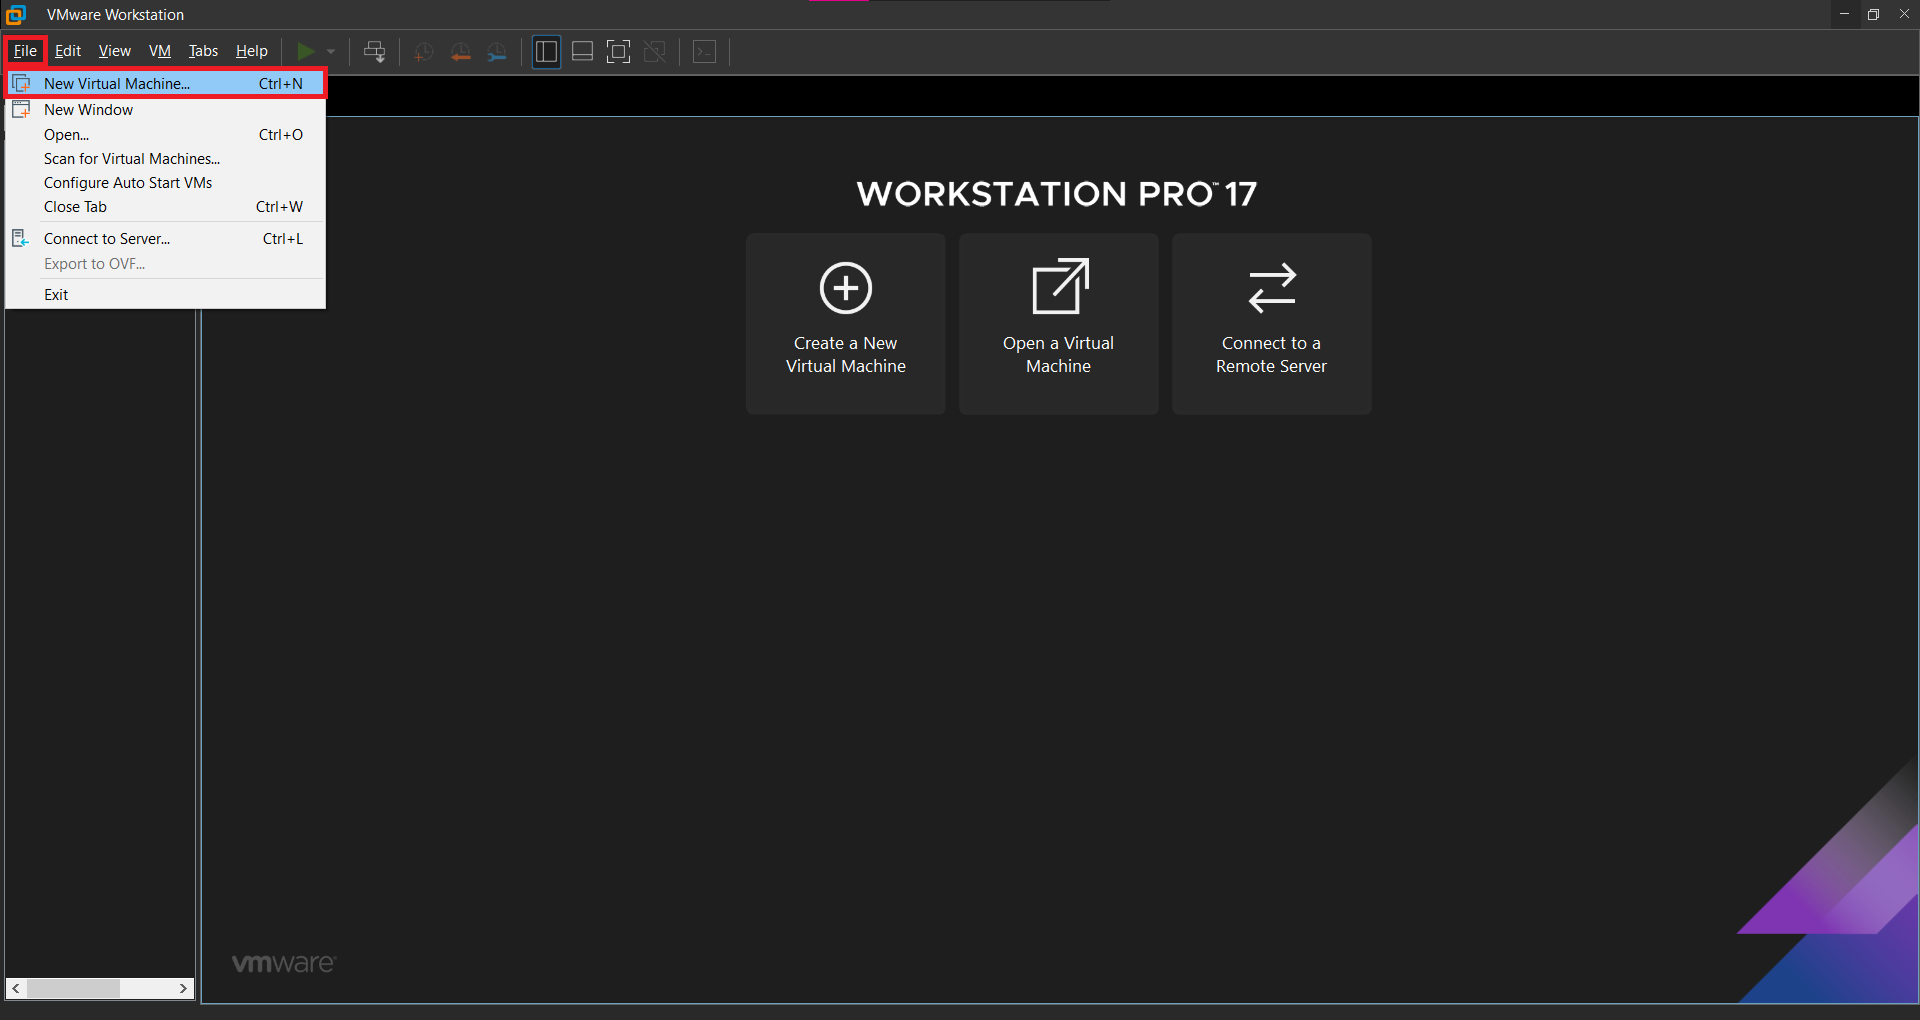 VMware Workstation
File Edit View VM Tabs Help
New Virtual Machine... Ctrl+N
New Window
Open... Ctrl+O
Scan for Virtual Machines...
Configure Auto Start VMs
Close Tab Ctrl+W
Connect to Server... Ctrl+L
Export to OVF...
Exit
WORKSTATION PRO™ 17
Create a New
Virtual Machine
Open a Virtual
Machine
Connect to a
Remote Server
vmware